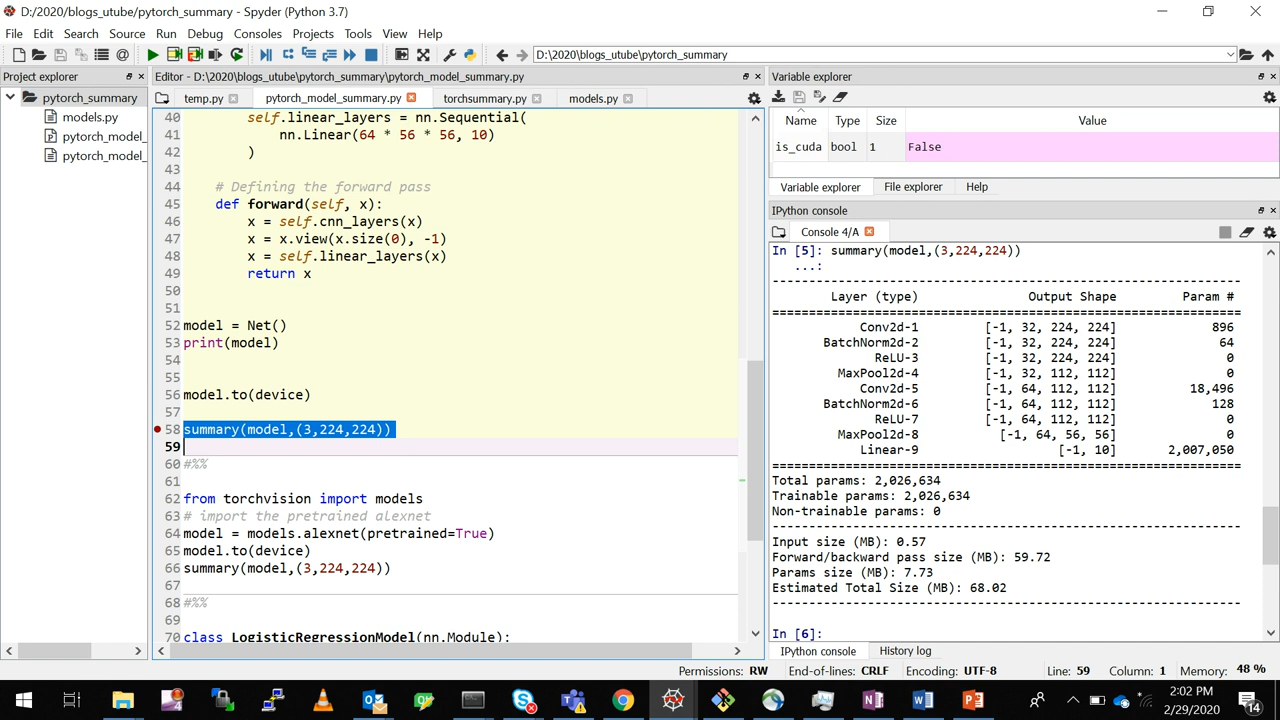 D:/2020/blogs_utube/pytorch_summary - Spyder (Python 3.7)
File Edit Search Source Run Debug Consoles Projects Tools View Help
D:\2020\blogs_utube\pytorch_summary
Project explorer
pytorch_summary
models.py
pytorch_model_
pytorch_model_
Editor - D:\2020\blogs_utube\pytorch_summary\pytorch_model_summary.py
temp.py pytorch_model_summary.py torchsummary.py models.py
40 self.linear_layers = nn.Sequential(
41 nn.Linear(64 * 56 * 56, 10)
42 )
43
44 # Defining the forward pass
45 def forward(self, x):
46 x = self.cnn_layers(x)
47 x = x.view(x.size(0), -1)
48 x = self.linear_layers(x)
49 return x
50
51
52 model = Net()
53 print(model)
54
55
56 model.to(device)
57
58 summary(model,(3,224,224))
59
60 #%%
61
62 from torchvision import models
63 # import the pretrained alexnet
64 model = models.alexnet(pretrained=True)
65 model.to(device)
66 summary(model,(3,224,224))
67
68 #%%
69
70 class LogisticRegressionModel(nn.Module):
Variable explorer
Name Type Size Value
is_cuda bool 1 False
Variable explorer File explorer Help
IPython console
Console 4/A
In [5]: summary(model,(3,224,224))
...:
----------------------------------------------------------------
Layer (type) Output Shape Param #
================================================================
Conv2d-1 [-1, 32, 224, 224] 896
BatchNorm2d-2 [-1, 32, 224, 224] 64
ReLU-3 [-1, 32, 224, 224] 0
MaxPool2d-4 [-1, 32, 112, 112] 0
Conv2d-5 [-1, 64, 112, 112] 18,496
BatchNorm2d-6 [-1, 64, 112, 112] 128
ReLU-7 [-1, 64, 112, 112] 0
MaxPool2d-8 [-1, 64, 56, 56] 0
Linear-9 [-1, 10] 2,007,050
================================================================
Total params: 2,026,634
Trainable params: 2,026,634
Non-trainable params: 0
----------------------------------------------------------------
Input size (MB): 0.57
Forward/backward pass size (MB): 59.72
Params size (MB): 7.73
Estimated Total Size (MB): 68.02
----------------------------------------------------------------
In [6]:
IPython console History log
Permissions: RW End-of-lines: CRLF Encoding: UTF-8 Line: 59 Column: 1 Memory: 48 %
2:02 PM
2/29/2020
14